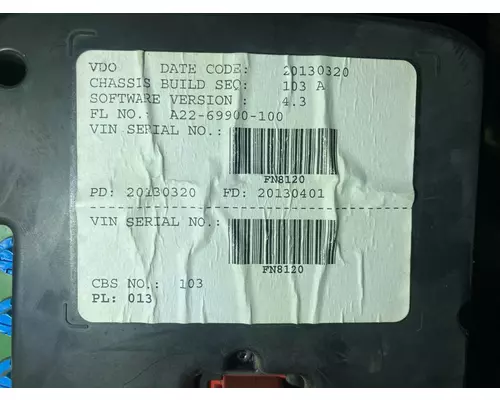 VDO DATE CODE: 20130320
CHASSIS BUILD SEQ: 103 A
SOFTWARE VERSION : 4.3
FL NO.: A22-69900-100
VIN SERIAL NO.:
FN8120
PD: 20130320 FD: 20130401
VIN SERIAL NO.:
FN8120
CBS NO.: 103
PL: 013